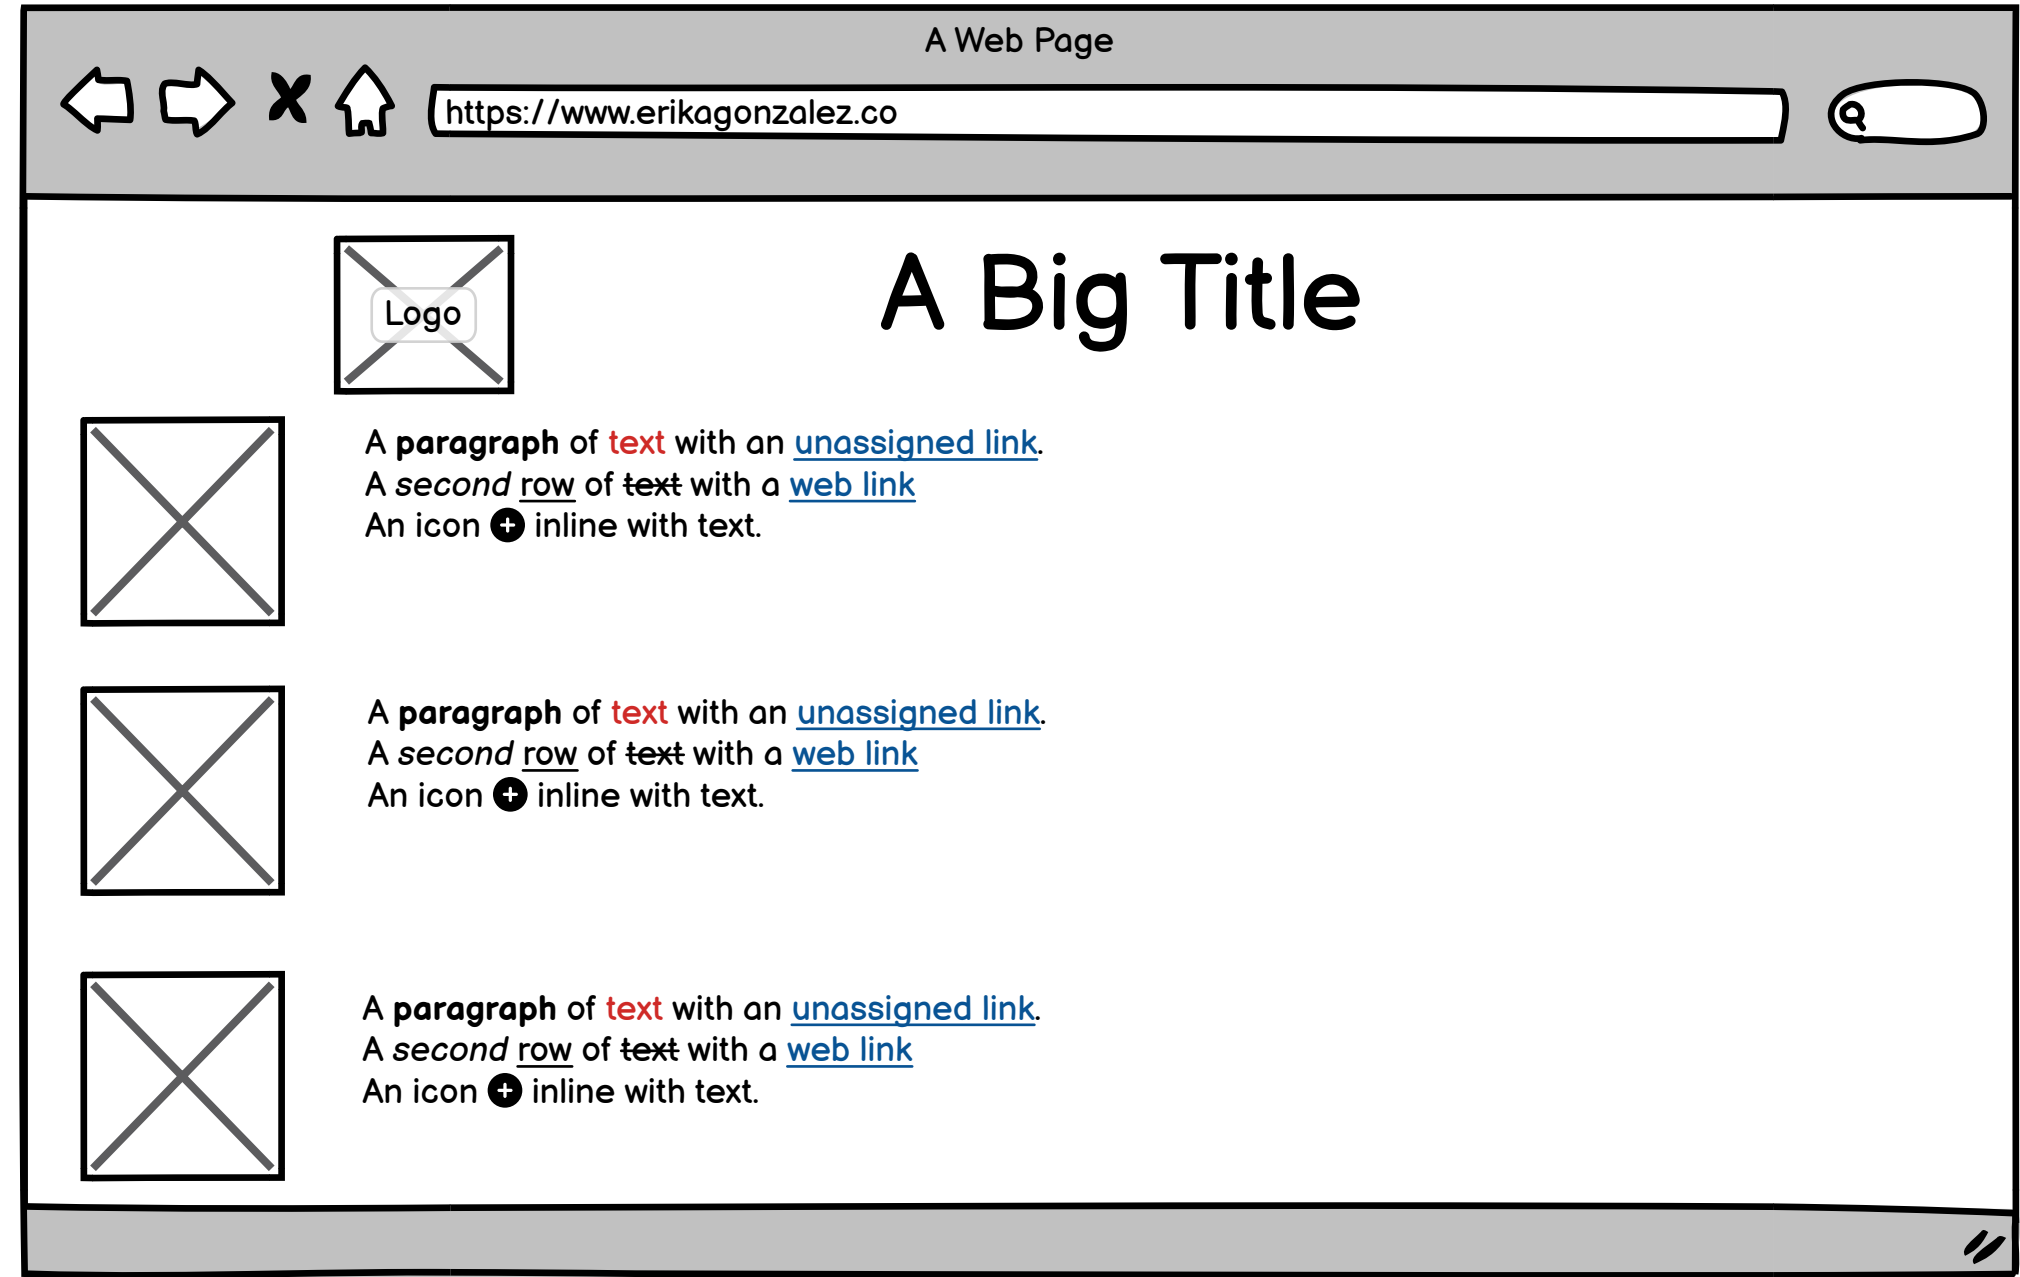 A Web Page
https://www.erikagonzalez.co
Logo
A Big Title
A paragraph of text with an unassigned link.
A second row of text with a web link
An icon inline with text.
A paragraph of text with an unassigned link.
A second row of text with a web link
An icon inline with text.
A paragraph of text with an unassigned link.
A second row of text with a web link
An icon inline with text.